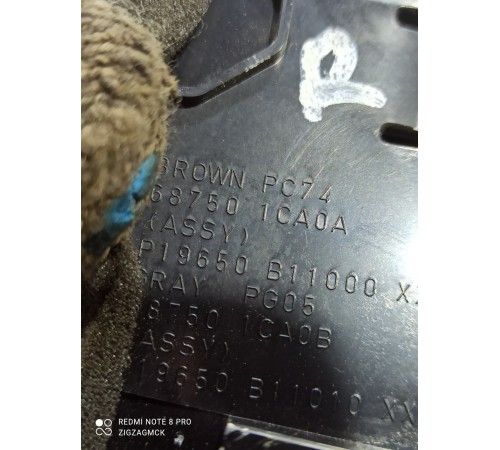 R
BROWN PC74
68750 1CA0A
(ASSY)
P19650 B11000 XX
GRAY PG05
8750 1CA0B
ASSY)
19650 B11010 XX
REDMI NOTE 8 PRO
ZIGZAGMCK